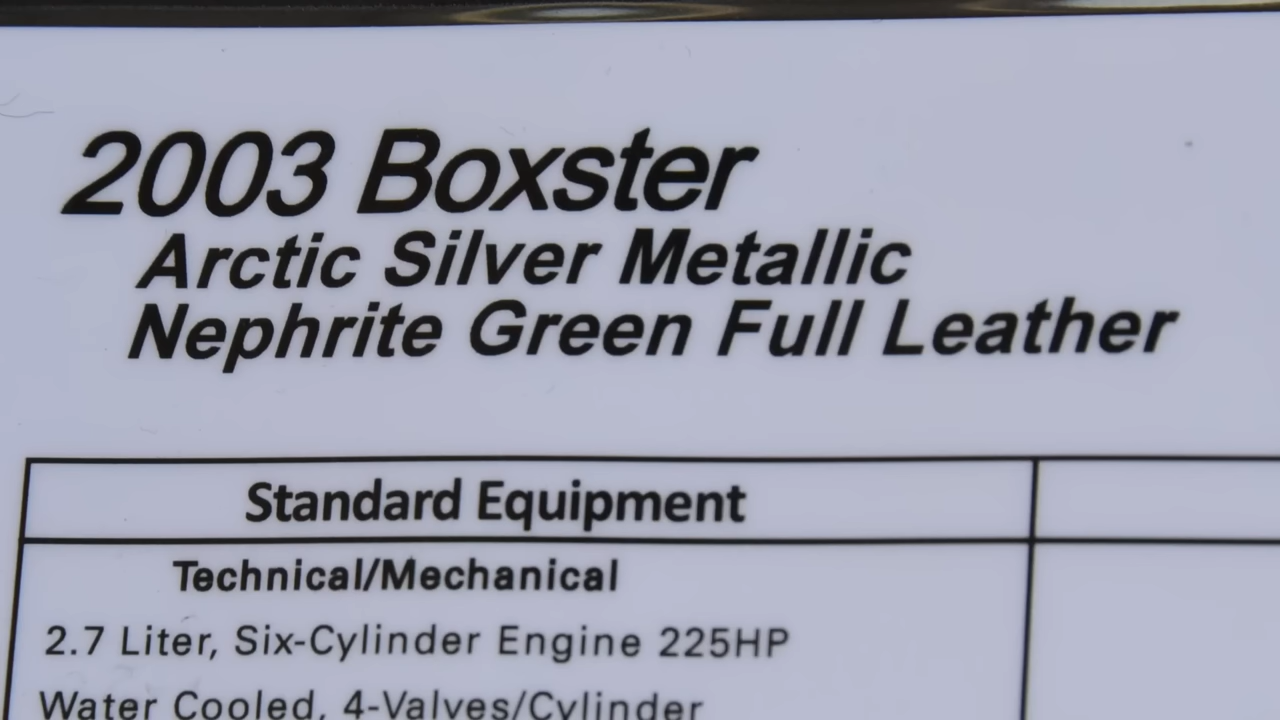 2003 Boxster
Arctic Silver Metallic
Nephrite Green Full Leather
Standard Equipment
Technical/Mechanical
2.7 Liter, Six-Cylinder Engine 225HP
Water Cooled, 4-Valves/Cylinder